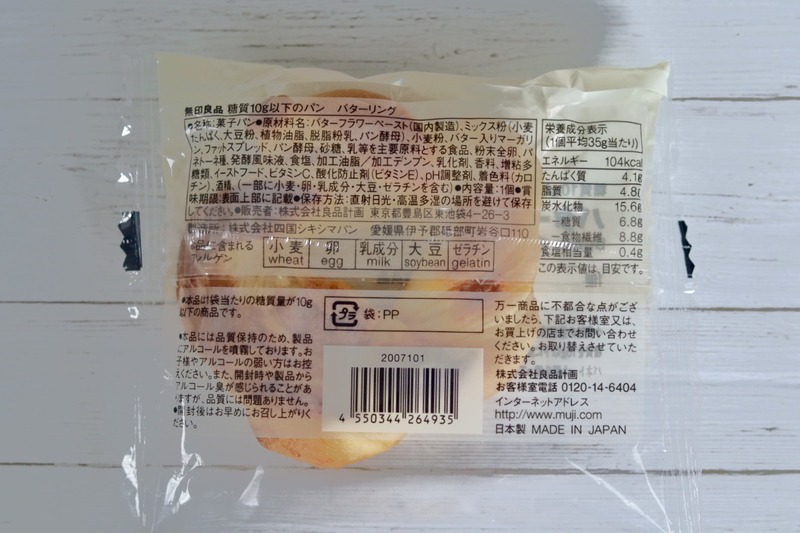 無印良品 糖質10g以下のパン バターリング
●名称:菓子パン●原材料名:バターフラワーペースト(国内製造)、ミックス粉(小麦
たんぱく、大豆粉、植物油脂、脱脂粉乳、パン酵母)、小麦粉、バター入りマーガリ
ン、ファットスプレッド、パン酵母、砂糖、乳等を主要原料とする食品、粉末全卵、パ
ネトーネ種、発酵風味液、食塩、加工油脂/加工デンプン、乳化剤、香料、増粘多
糖類、イーストフード、ビタミンC、酸化防止剤(ビタミンE)、pH調整剤、着色料(カロ
チン)、酒精、(一部に小麦・卵・乳成分・大豆・ゼラチンを含む)●内容量:1個●賞
味期限:表面上部に記載●保存方法:直射日光・高温多湿の場所を避けて保存
してください。●販売者:株式会社良品計画 東京都豊島区東池袋4-26-3
製造所:株式会社四国シキシマパン 愛媛県伊予郡砥部町岩谷口110
●品に含まれる
アレルゲン
小麦 wheat
卵 egg
乳成分 milk
大豆 soybean
ゼラチン gelatin
栄養成分表示
(1個平均35g当たり)
エネルギー 104kcal
たんぱく質 4.1g
脂質 4.8g
炭水化物 15.6g
-糖質 6.8g
-食物繊維 8.8g
食塩相当量 0.4g
この表示値は、目安です。
●本品は1袋当たりの糖質量が10g
以下の商品です。
●本品には品質保持のため、製品
にアルコールを噴霧しております。お
子様やアルコールの弱い方はお控
えください。また、開封時や製品から
アルコール臭が感じられることがあ
りますが、品質には問題ありません。
●開封後はお早めにお召し上がりく
ださい。
プラ 袋:PP
2007101
4 550344 264935
万一商品に不都合な点がござ
いましたら、下記お客様室又は、
お買上げの店までお問い合わせ
ください。お取り替えさせていた
だきます。
株式会社良品計画
お客様室電話 0120-14-6404
インターネットアドレス
http://www.muji.com
日本製 MADE IN JAPAN